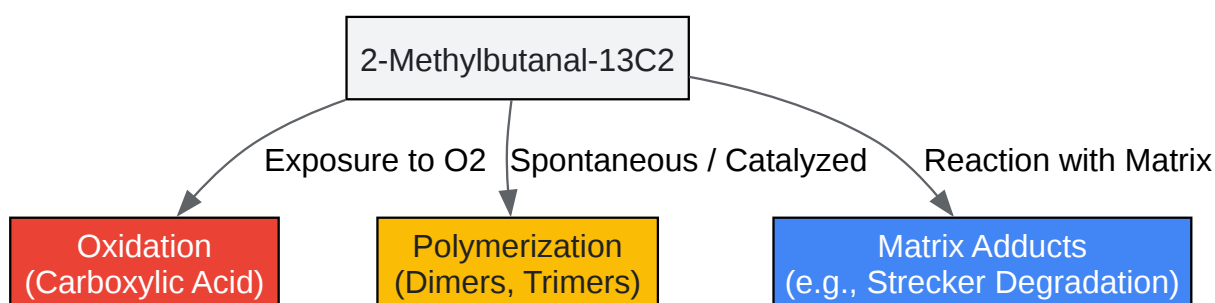 2-Methylbutanal-13C2
Exposure to O2
Spontaneous / Catalyzed
Reaction with Matrix
Oxidation
(Carboxylic Acid)
Polymerization
(Dimers, Trimers)
Matrix Adducts
(e.g., Strecker Degradation)